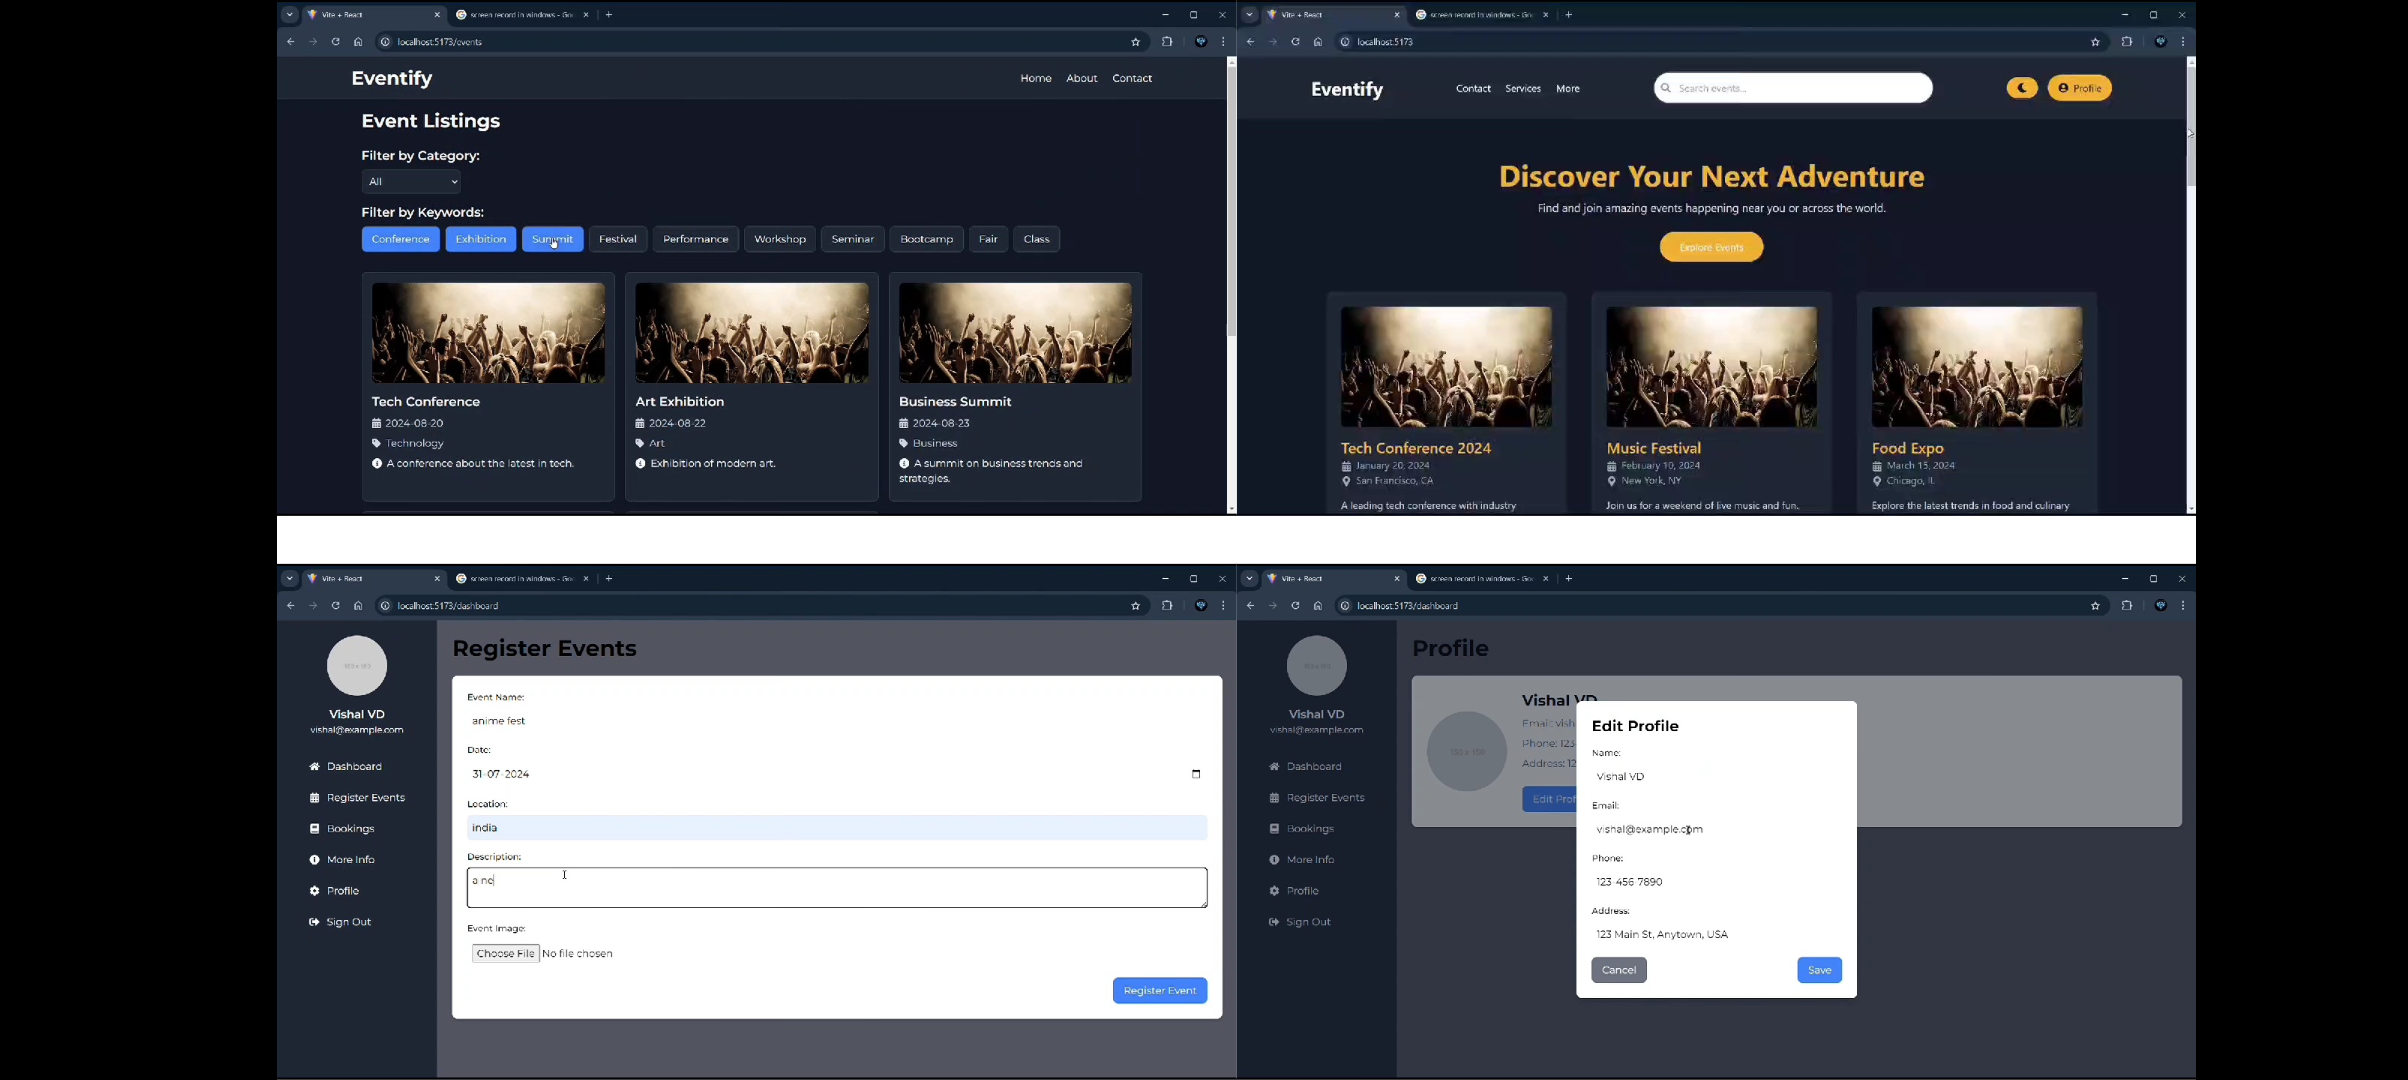 Vite + React
screen record in windows - Goo
localhost:5173/events
Eventify
Home About Contact
Event Listings
Filter by Category:
All
Filter by Keywords:
Conference Exhibition Summit Festival Performance Workshop Seminar Bootcamp Fair Class
Tech Conference
2024-08-20
Technology
A conference about the latest in tech.
Art Exhibition
2024-08-22
Art
Exhibition of modern art.
Business Summit
2024-08-23
Business
A summit on business trends and
strategies.
Vite + React
screen record in windows - Goo
localhost:5173
Eventify
Contact Services More
Search events...
Profile
Discover Your Next Adventure
Find and join amazing events happening near you or across the world.
Explore Events
Tech Conference 2024
January 20, 2024
San Francisco, CA
A leading tech conference with industry
Music Festival
February 10, 2024
New York, NY
Join us for a weekend of live music and fun.
Food Expo
March 15, 2024
Chicago, IL
Explore the latest trends in food and culinary
Vite + React
screen record in windows - Goo
localhost:5173/dashboard
150 x 150
Vishal VD
vishal@example.com
Dashboard
Register Events
Bookings
More Info
Profile
Sign Out
Register Events
Event Name:
anime fest
Date:
31-07-2024
Location:
india
Description:
a ne
Event Image:
Choose File No file chosen
Register Event
Vite + React
screen record in windows - Goo
localhost:5173/dashboard
150 x 150
Vishal VD
vishal@example.com
Dashboard
Register Events
Bookings
More Info
Profile
Sign Out
Profile
150 x 150
Vishal VD
Email: vish
Phone: 123-
Address: 12
Edit Prof
Edit Profile
Name:
Vishal VD
Email:
vishal@example.com
Phone:
123-456-7890
Address:
123 Main St, Anytown, USA
Cancel
Save